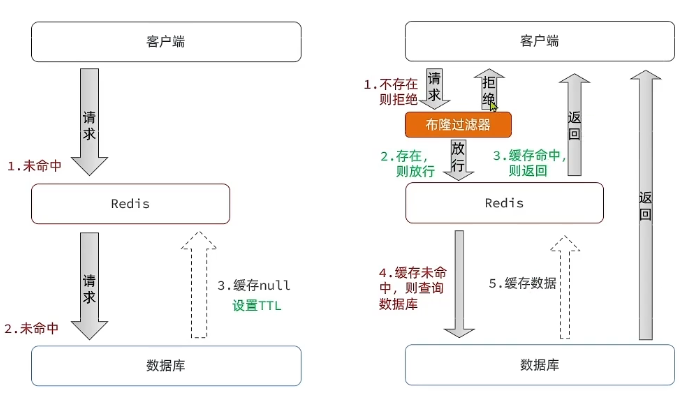 客户端
请求
1.未命中
Redis
请求
3.缓存null
设置TTL
2.未命中
数据库
客户端
1.不存在
则拒绝
请求
拒绝
布隆过滤器
2.存在，
则放行
放行
3.缓存命中，
则返回
返回
Redis
返回
4.缓存未命
中，则查询
数据库
5.缓存数据
数据库